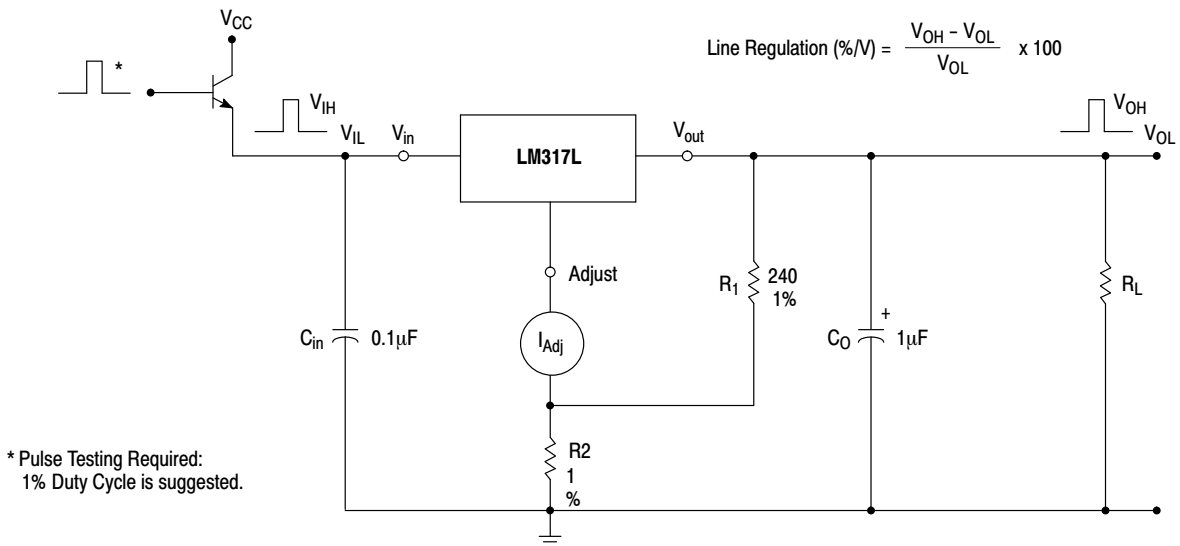 V_CC
Line Regulation (%/V) = V_OH – V_OL / V_OL x 100
*
V_IH
V_IL
V_in
LM317L
V_out
V_OH
V_OL
Adjust
R_1
240
1%
R_L
C_in
0.1µF
I_Adj
+
C_O
1µF
R2
1
%
* Pulse Testing Required:
1% Duty Cycle is suggested.